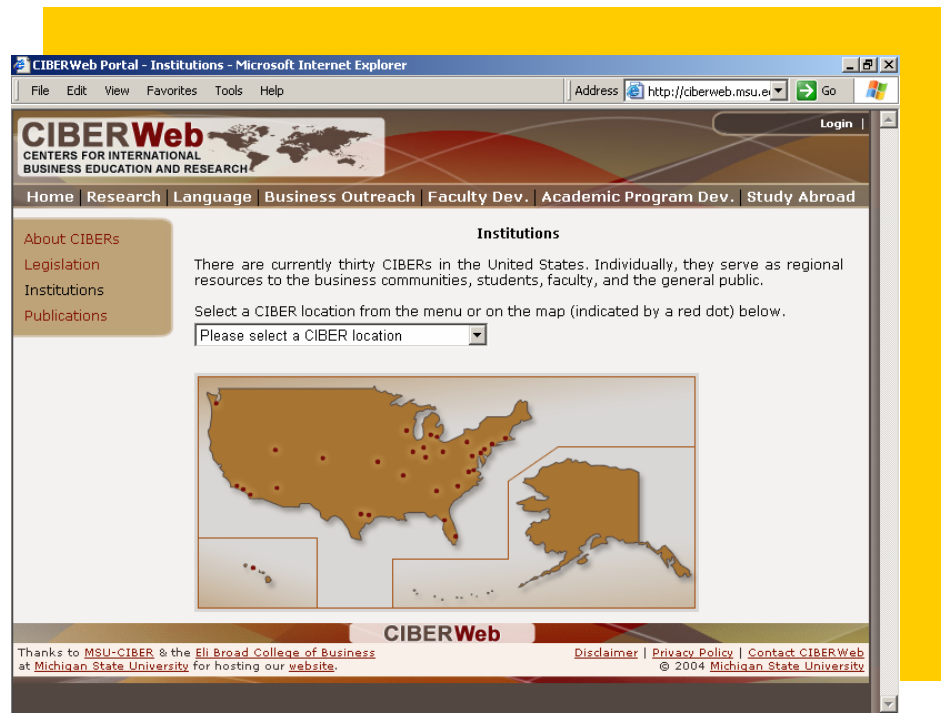 CIBERWeb Portal - Institutions - Microsoft Internet Explorer
File Edit View Favorites Tools Help
Address http://ciberweb.msu.e Go
CIBERWeb
CENTERS FOR INTERNATIONAL
BUSINESS EDUCATION AND RESEARCH
Login |
Home | Research | Language | Business Outreach | Faculty Dev. | Academic Program Dev. | Study Abroad
About CIBERs
Legislation
Institutions
Publications
Institutions
There are currently thirty CIBERs in the United States. Individually, they serve as regional
resources to the business communities, students, faculty, and the general public.
Select a CIBER location from the menu or on the map (indicated by a red dot) below.
Please select a CIBER location
CIBERWeb
Thanks to MSU-CIBER & the Eli Broad College of Business
at Michigan State University for hosting our website.
Disclaimer | Privacy Policy | Contact CIBERWeb
© 2004 Michigan State University